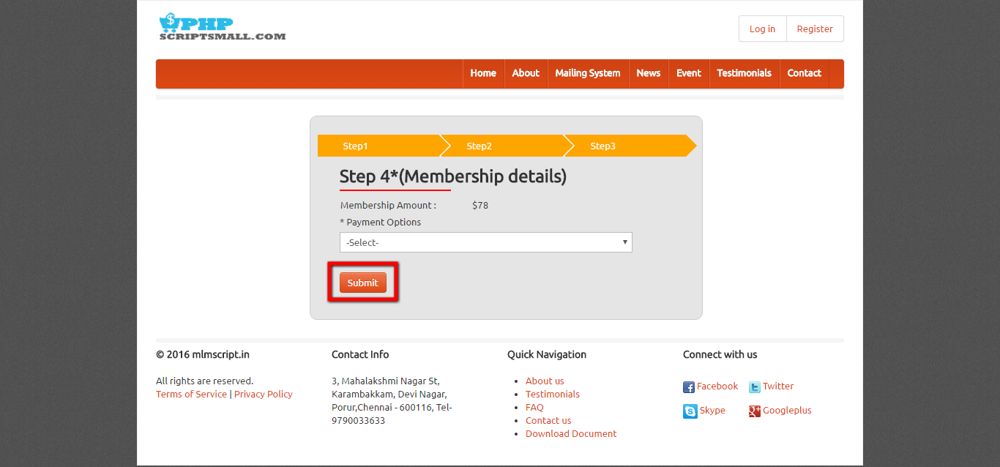 PHP
SCRIPTSMALL.COM
Log in Register
Home About Mailing System News Event Testimonials Contact
Step1 Step2 Step3
Step 4*(Membership details)
Membership Amount : $78
* Payment Options
-Select-
Submit
© 2016 mlmscript.in
All rights are reserved.
Terms of Service | Privacy Policy
Contact Info
3, Mahalakshmi Nagar St,
Karambakkam, Devi Nagar,
Porur,Chennai - 600116, Tel-
9790033633
Quick Navigation
About us
Testimonials
FAQ
Contact us
Download Document
Connect with us
Facebook Twitter
Skype Googleplus